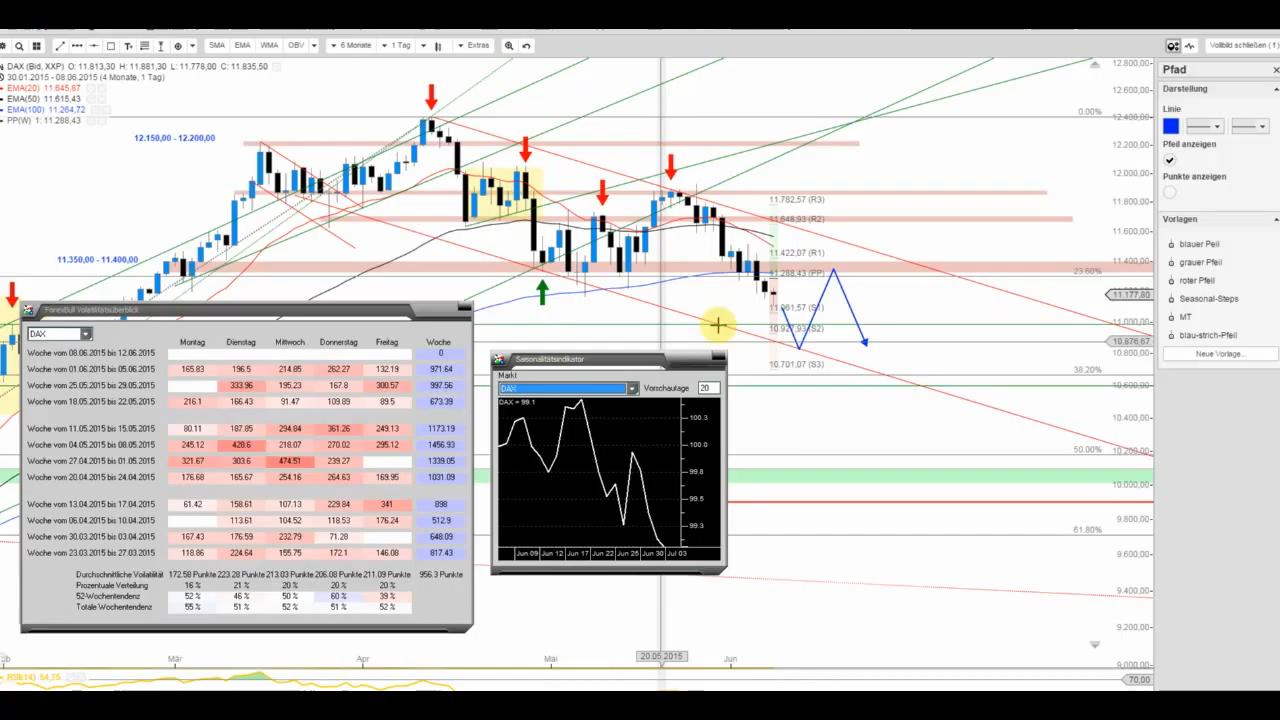 SMA EMA WMA OBV 6 Monate 1 Tag Extras Vollbild schließen (f)
DAX (Bid, XXP) O: 11.813,30 H: 11.881,30 L: 11.778,00 C: 11.835,50
30.01.2015 - 08.06.2015 (4 Monate, 1 Tag)
EMA(20) 11.645,87
EMA(50) 11.615,43
EMA(100) 11.264,72
PP(W) 1: 11.288,43
12.150,00 - 12.200,00
11.350,00 - 11.400,00
11.782,57 (R3)
11.648,93 (R2)
11.422,07 (R1)
11.288,43 (PP)
11.061,57 (S1)
10.927,93 (S2)
10.701,07 (S3)
0.00%
23.60%
38.20%
50.00%
61.80%
12.800,00
12.600,00
12.400,00
12.200,00
12.000,00
11.800,00
11.600,00
11.400,00
11.177,80
11.000,00
10.876,67
10.800,00
10.600,00
10.400,00
10.200,00
10.000,00
9.800,00
9.600,00
9.400,00
9.200,00
9.000,00
70,00
Pfad
Darstellung
Linie
Pfeil anzeigen
Punkte anzeigen
Vorlagen
blauer Peil
grauer Pfeil
roter Pfeil
Seasonal-Steps
MT
blau-strich-Pfeil
Neue Vorlage...
ForexBull Volatilitätsüberblick
DAX
Montag Dienstag Mittwoch Donnerstag Freitag Woche
Woche vom 08.06.2015 bis 12.06.2015 0
Woche vom 01.06.2015 bis 05.06.2015 165.83 196.5 214.85 262.27 132.19 971.64
Woche vom 25.05.2015 bis 29.05.2015 333.96 195.23 167.8 300.57 997.56
Woche vom 18.05.2015 bis 22.05.2015 216.1 166.43 91.47 109.89 89.5 673.39
Woche vom 11.05.2015 bis 15.05.2015 80.11 187.85 294.84 361.26 249.13 1173.19
Woche vom 04.05.2015 bis 08.05.2015 245.12 428.6 218.07 270.02 295.12 1456.93
Woche vom 27.04.2015 bis 01.05.2015 321.67 303.6 474.51 239.27 1339.05
Woche vom 20.04.2015 bis 24.04.2015 176.68 165.67 254.16 264.63 169.95 1031.09
Woche vom 13.04.2015 bis 17.04.2015 61.42 158.61 107.13 229.84 341 898
Woche vom 06.04.2015 bis 10.04.2015 113.61 104.52 118.53 176.24 512.9
Woche vom 30.03.2015 bis 03.04.2015 167.43 176.59 232.79 71.28 648.09
Woche vom 23.03.2015 bis 27.03.2015 118.86 224.64 155.75 172.1 146.08 817.43
Durchschnittliche Volatilität 172.58 Punkte 223.28 Punkte 213.03 Punkte 206.08 Punkte 211.09 Punkte 956.3 Punkte
Prozentuale Verteilung 16 % 21 % 20 % 20 % 20 %
52-Wochentendenz 52 % 46 % 50 % 60 % 39 %
Totale Wochentendenz 55 % 51 % 52 % 51 % 52 %
Saisonalitätsindikator
Markt
DAX Vorschautage 20
DAX = 99.1
100.3
100.0
99.8
99.5
99.3
Jun 09 Jun 12 Jun 17 Jun 22 Jun 25 Jun 30 Jul 03
Mär Apr Mai 20.05.2015 Jun
RSI(14) 54,75